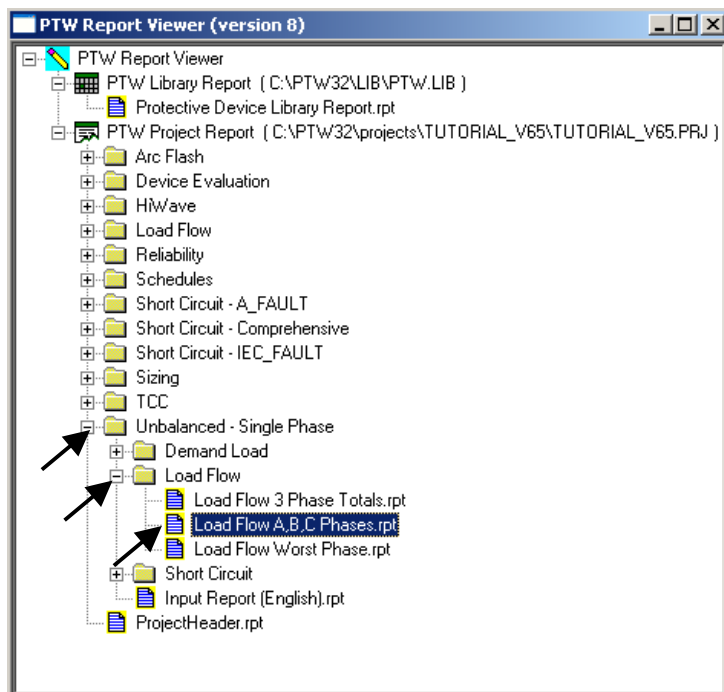 PTW Report Viewer (version 8)
PTW Report Viewer
PTW Library Report ( C:\PTW32\LIB\PTW.LIB )
Protective Device Library Report.rpt
PTW Project Report ( C:\PTW32\projects\TUTORIAL_V65\TUTORIAL_V65.PRJ )
Arc Flash
Device Evaluation
HiWave
Load Flow
Reliability
Schedules
Short Circuit - A_FAULT
Short Circuit - Comprehensive
Short Circuit - IEC_FAULT
Sizing
TCC
Unbalanced - Single Phase
Demand Load
Load Flow
Load Flow 3 Phase Totals.rpt
Load Flow A,B,C Phases.rpt
Load Flow Worst Phase.rpt
Short Circuit
Input Report (English).rpt
ProjectHeader.rpt